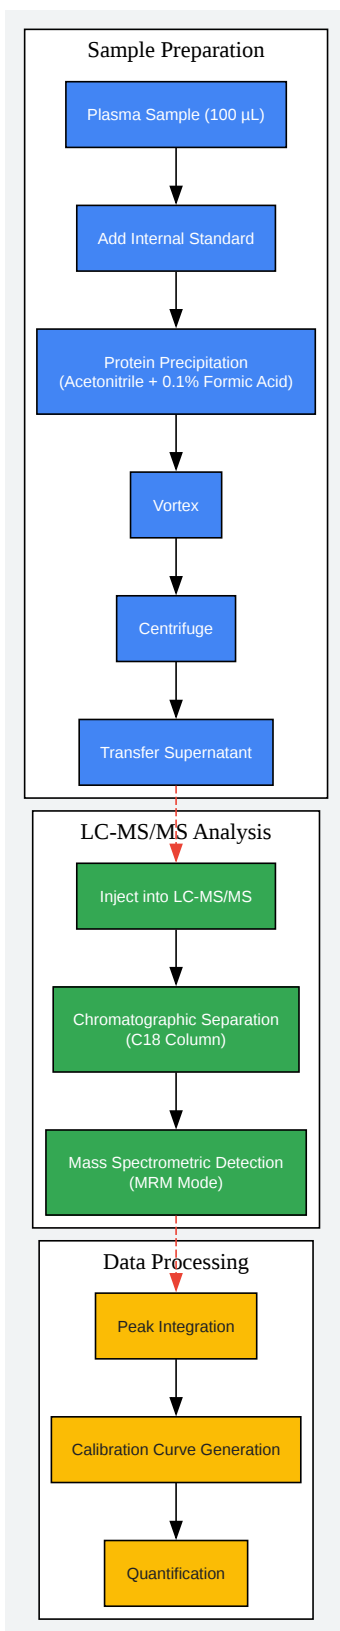 Sample Preparation
Plasma Sample (100 µL)
Add Internal Standard
Protein Precipitation
(Acetonitrile + 0.1% Formic Acid)
Vortex
Centrifuge
Transfer Supernatant
LC-MS/MS Analysis
Inject into LC-MS/MS
Chromatographic Separation
(C18 Column)
Mass Spectrometric Detection
(MRM Mode)
Data Processing
Peak Integration
Calibration Curve Generation
Quantification